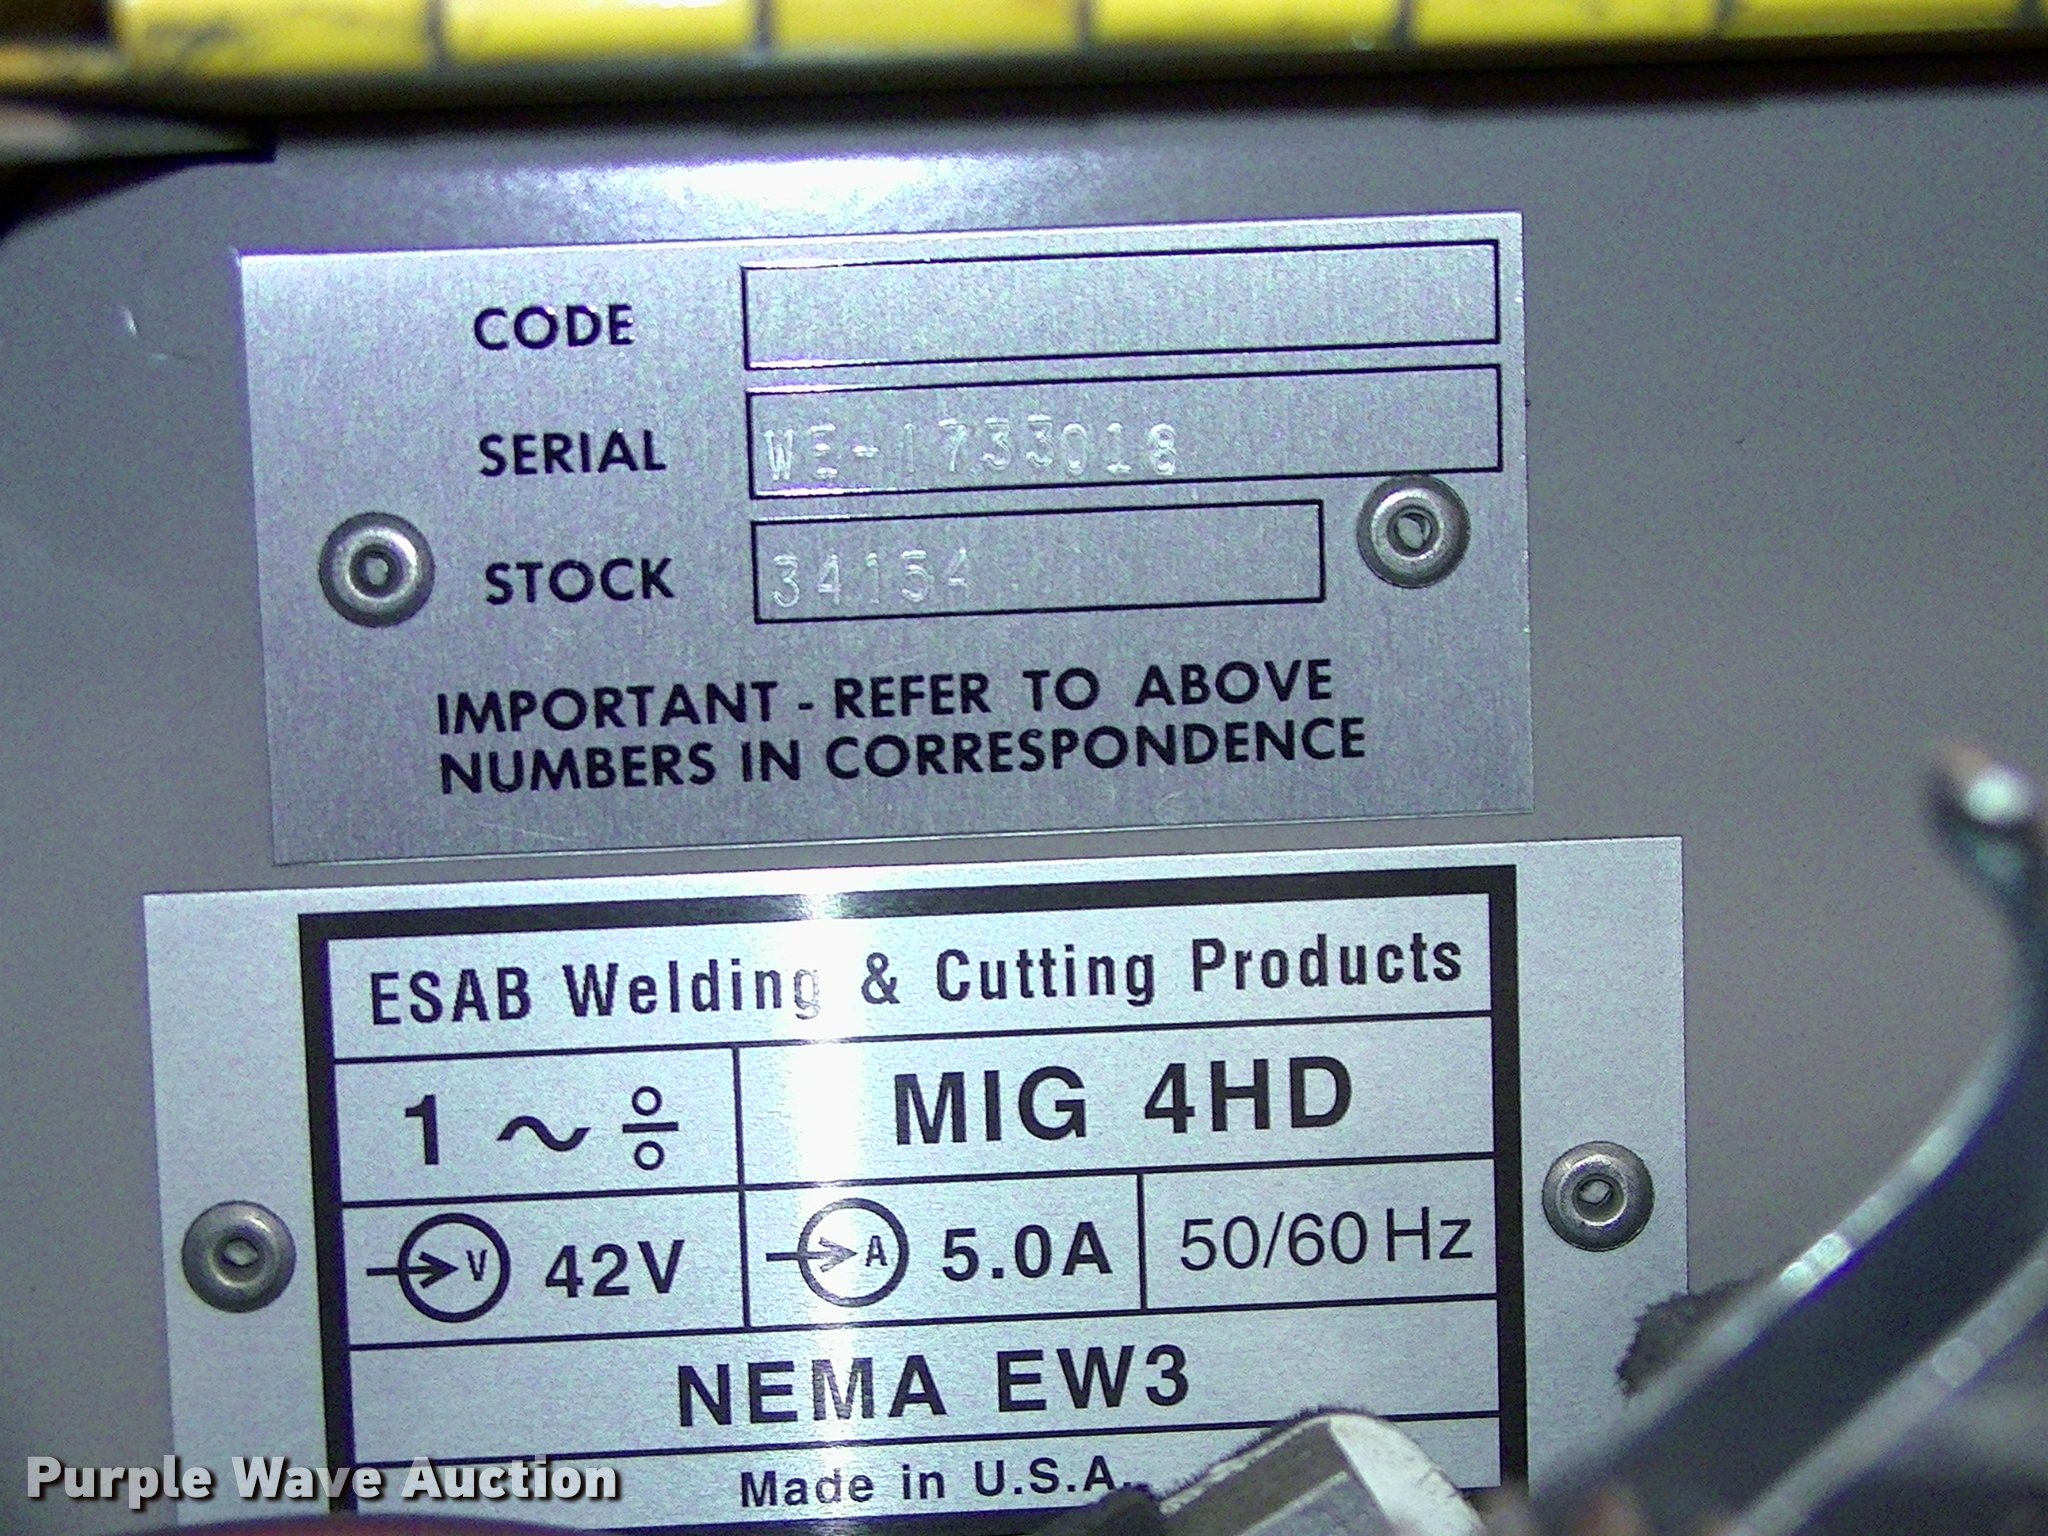 CODE
SERIAL WE-1733018
STOCK 34154
IMPORTANT - REFER TO ABOVE
NUMBERS IN CORRESPONDENCE
ESAB Welding & Cutting Products
1 ~ MIG 4HD
V 42V A 5.0A 50/60 Hz
NEMA EW3
Made in U.S.A.
Purple Wave Auction